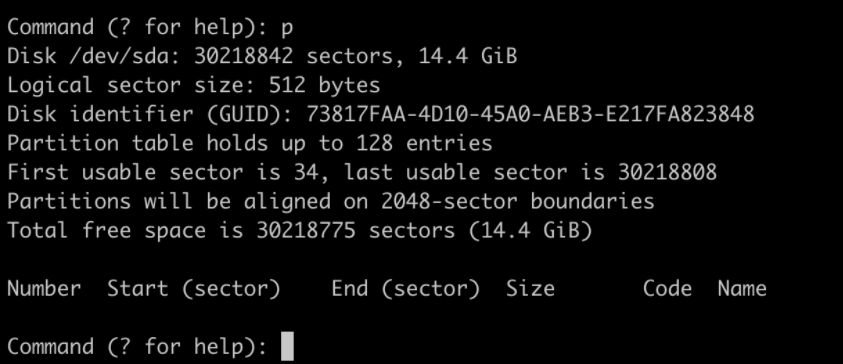 Command (? for help): p
Disk /dev/sda: 30218842 sectors, 14.4 GiB
Logical sector size: 512 bytes
Disk identifier (GUID): 73817FAA-4D10-45A0-AEB3-E217FA823848
Partition table holds up to 128 entries
First usable sector is 34, last usable sector is 30218808
Partitions will be aligned on 2048-sector boundaries
Total free space is 30218775 sectors (14.4 GiB)
Number  Start (sector)    End (sector)  Size       Code  Name
Command (? for help):